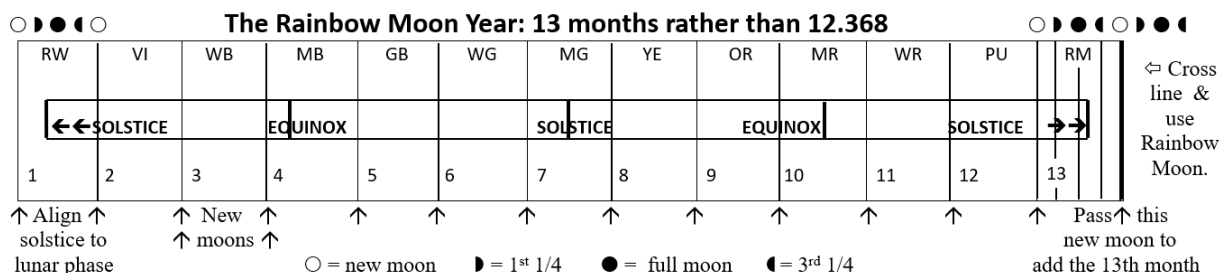 ○◗●◖○ The Rainbow Moon Year: 13 months rather than 12.368 ○◗●◖○◗●◖
RW VI WB MB GB WG MG YE OR MR WR PU RM
⇦ Cross
line &
use
Rainbow
Moon.
←←SOLSTICE EQUINOX SOLSTICE EQUINOX SOLSTICE →→
1 2 3 4 5 6 7 8 9 10 11 12 13
↑ Align ↑
solstice to
lunar phase
↑ New ↑
↑ moons ↑
↑ ↑ ↑ ↑ ↑ ↑ ↑ ↑ ↑
Pass ↑ this
new moon to
add the 13th month
○ = new moon ◗ = 1st 1/4 ● = full moon ◖ = 3rd 1/4